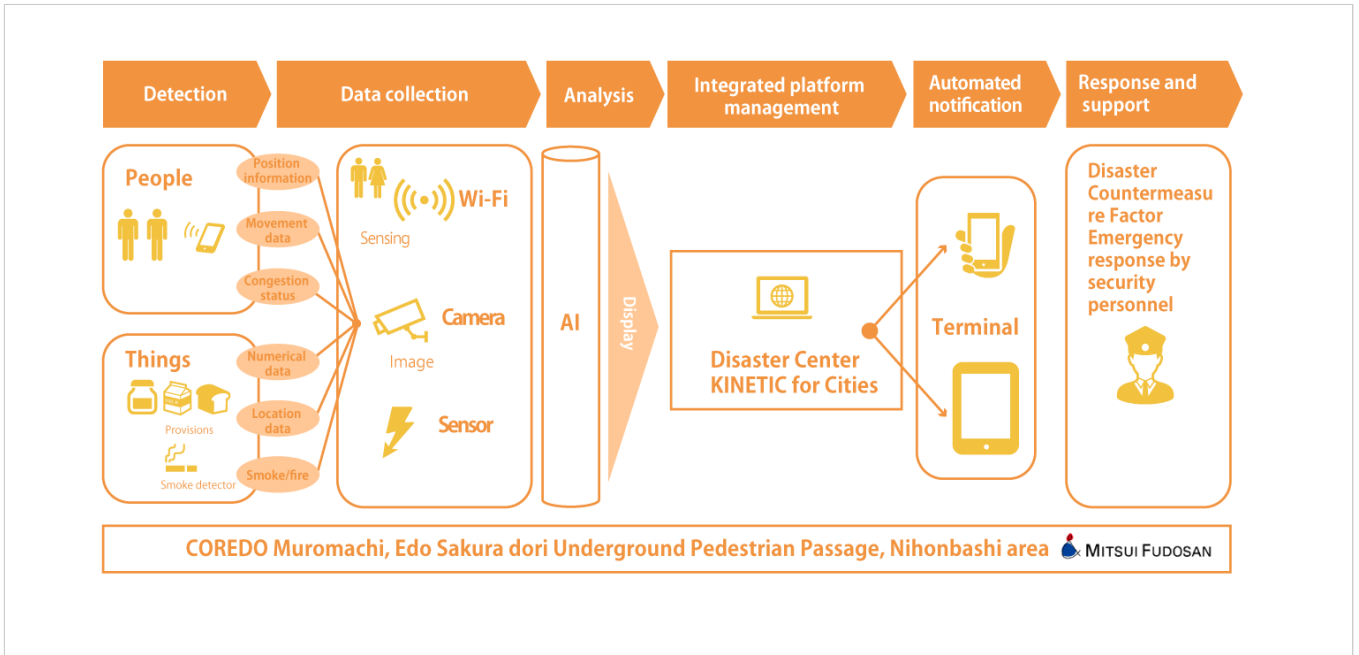 Detection
Data collection
Analysis
Integrated platform
management
Automated
notification
Response and
support
People
Position
information
Movement
data
Congestion
status
Things
Provisions
Smoke detector
Numerical
data
Location
data
Smoke/fire
Wi-Fi
Sensing
Camera
Image
Sensor
AI
Display
Disaster Center
KINETIC for Cities
Terminal
Disaster
Countermeasu
re Factor
Emergency
response by
security
personnel
COREDO Muromachi, Edo Sakura dori Underground Pedestrian Passage, Nihonbashi area MITSUI FUDOSAN